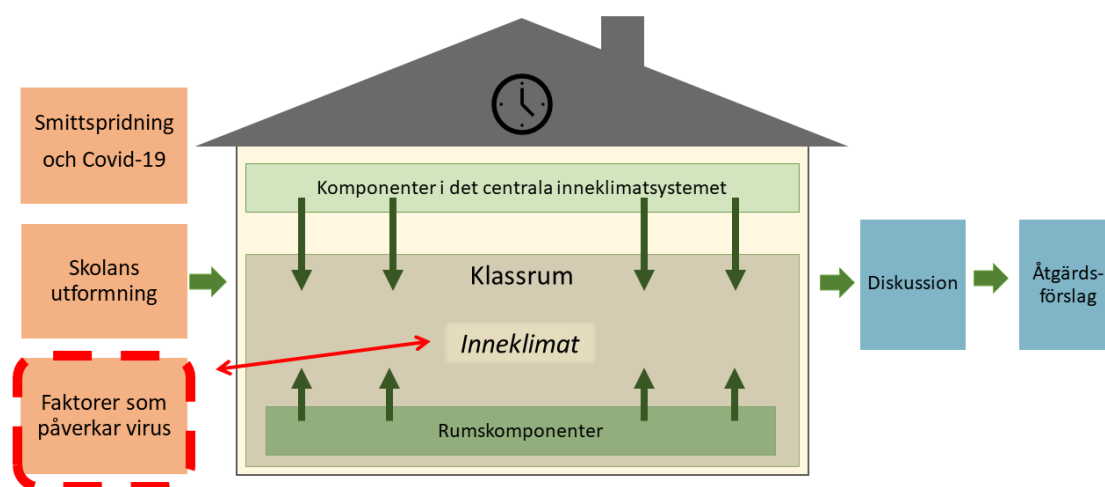 Smittspridning
och Covid-19
Skolans
utformning
Faktorer som
påverkar virus
Komponenter i det centrala inneklimatsystemet
Klassrum
Inneklimat
Rumskomponenter
Diskussion
Åtgärds-
förslag